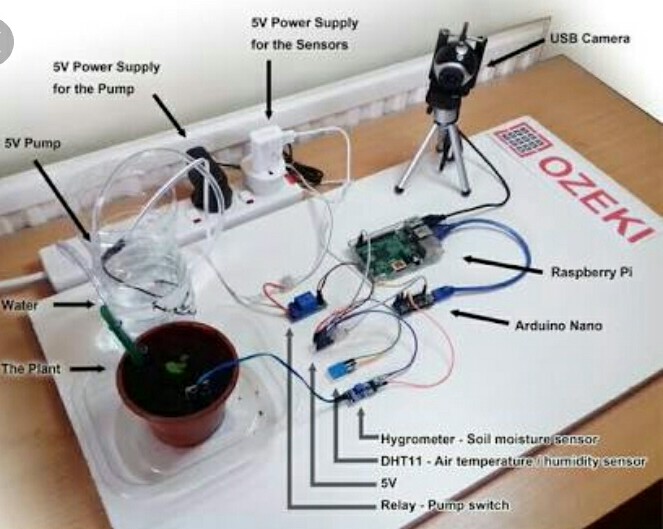 5V Power Supply
for the Sensors
USB Camera
5V Power Supply
for the Pump
5V Pump
OZEKI
Raspberry Pi
Water
Arduino Nano
The Plant
Hygrometer - Soil moisture sensor
DHT11 - Air temperature / humidity sensor
5V
Relay - Pump switch